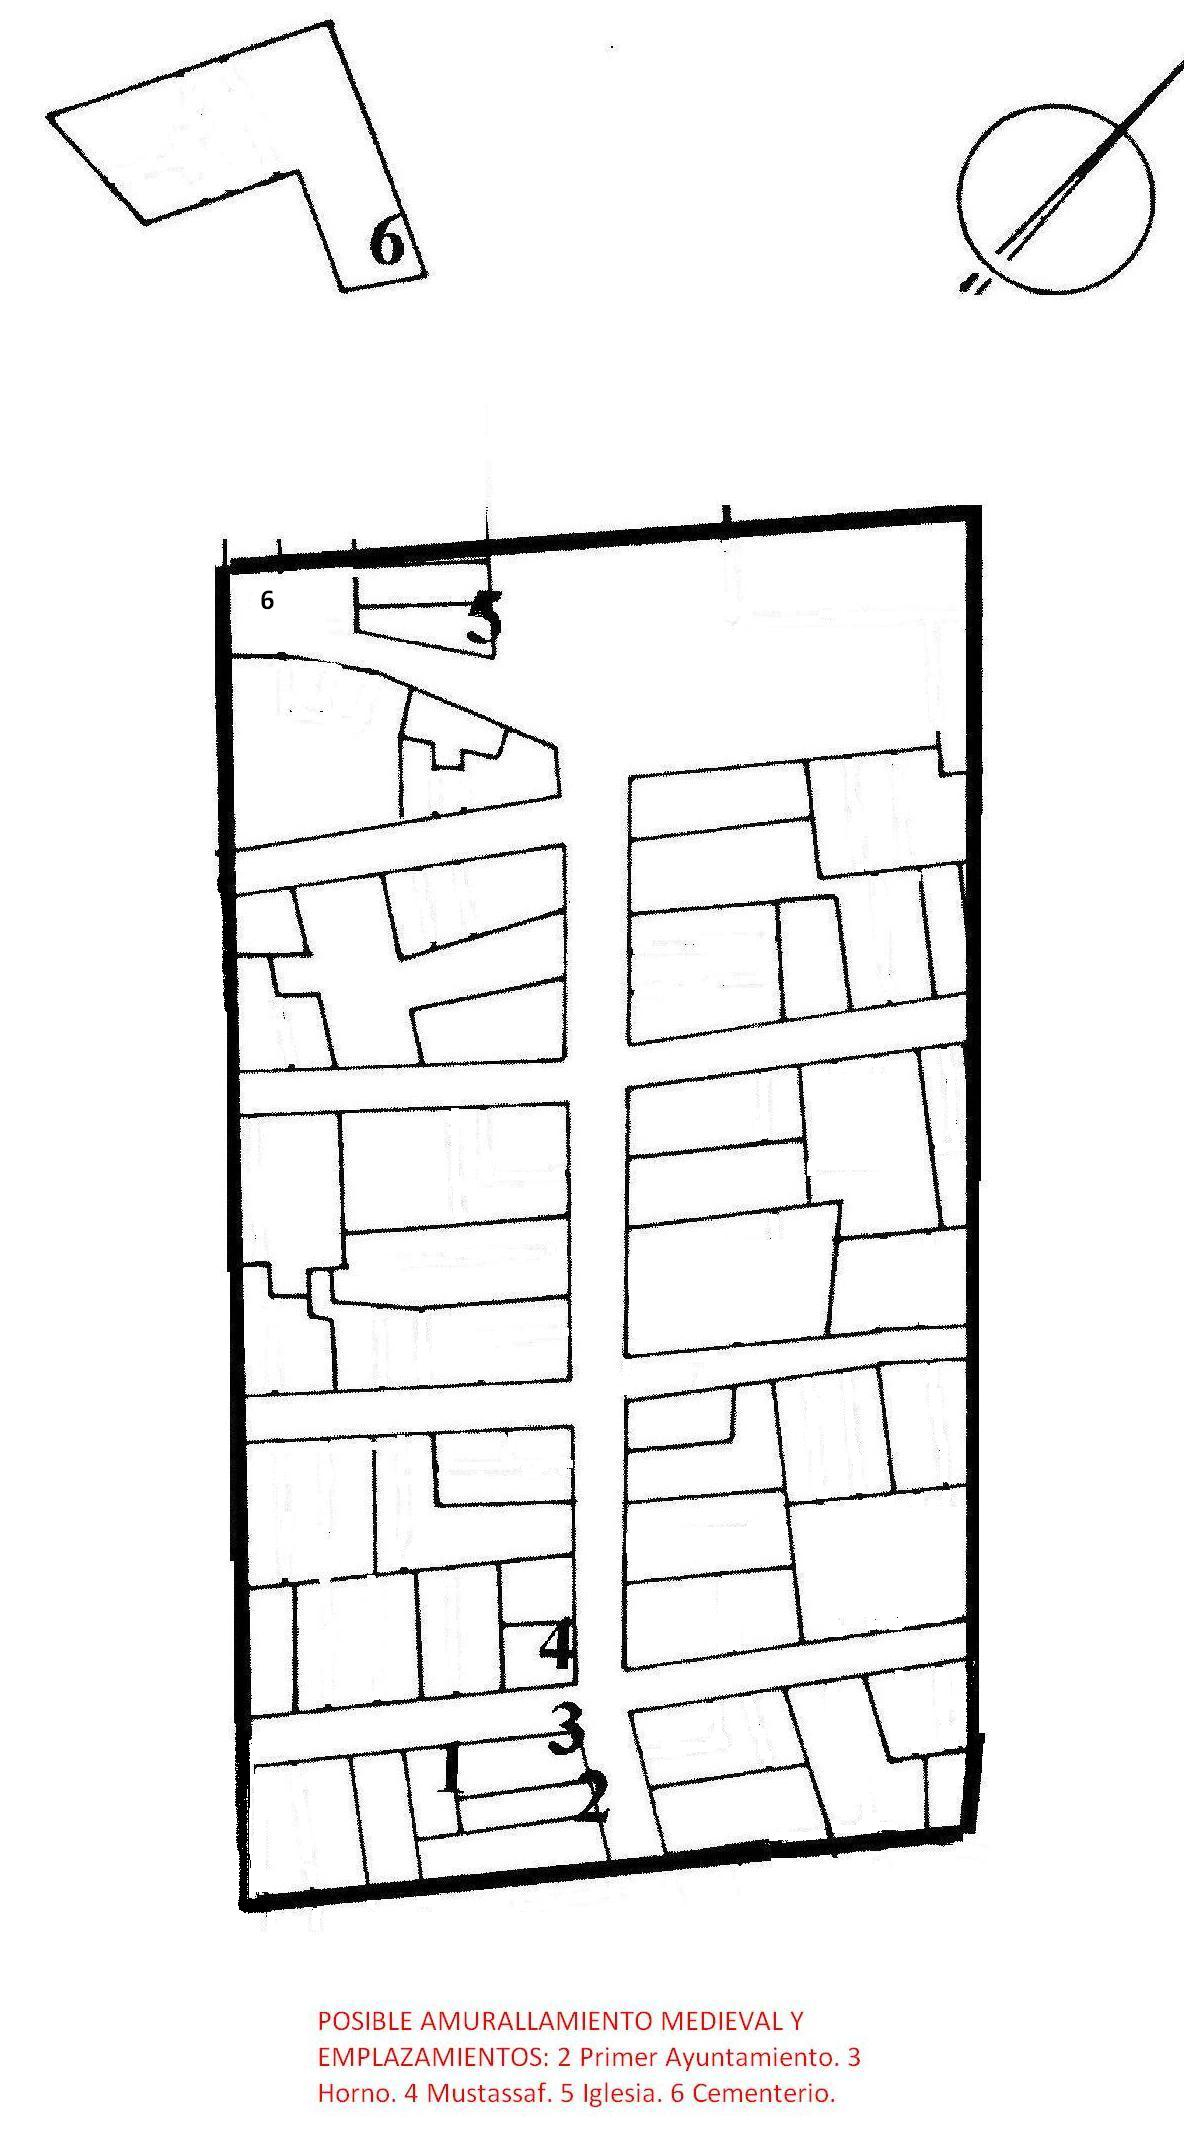 6
6
5
4
3
1
2
POSIBLE AMURALLAMIENTO MEDIEVAL Y
EMPLAZAMIENTOS: 2 Primer Ayuntamiento. 3
Horno. 4 Mustassaf. 5 Iglesia. 6 Cementerio.